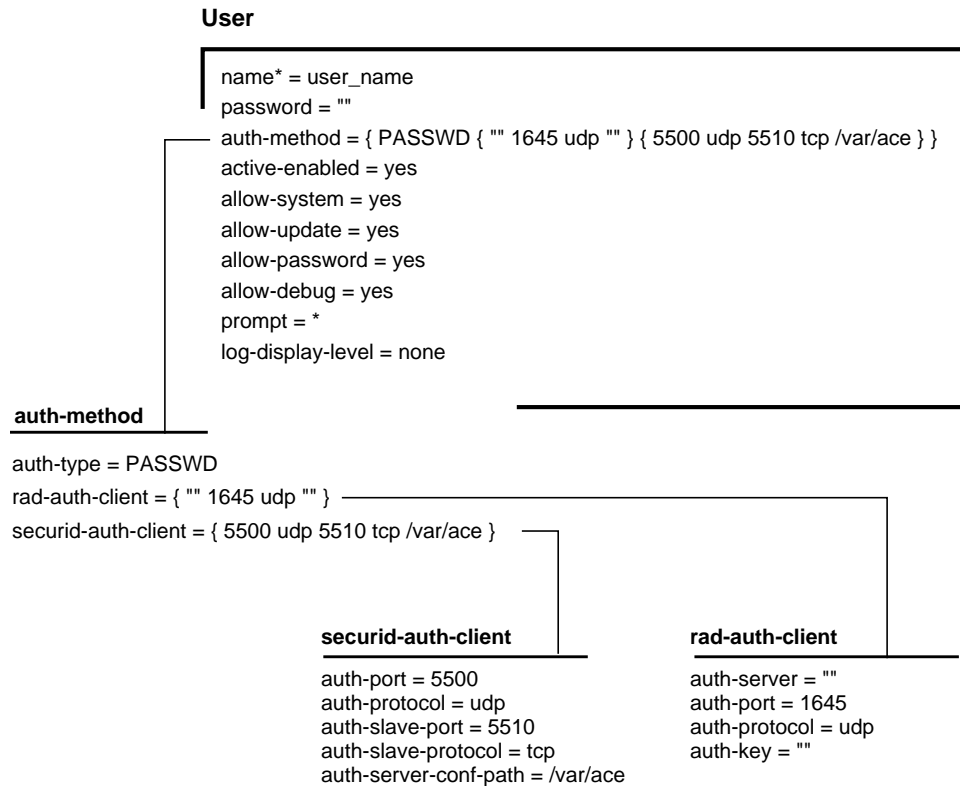 User
name* = user_name
password = ""
auth-method = { PASSWD { "" 1645 udp "" } { 5500 udp 5510 tcp /var/ace } }
active-enabled = yes
allow-system = yes
allow-update = yes
allow-password = yes
allow-debug = yes
prompt = *
log-display-level = none
auth-method
auth-type = PASSWD
rad-auth-client = { "" 1645 udp "" }
securid-auth-client = { 5500 udp 5510 tcp /var/ace }
securid-auth-client
auth-port = 5500
auth-protocol = udp
auth-slave-port = 5510
auth-slave-protocol = tcp
auth-server-conf-path = /var/ace
rad-auth-client
auth-server = ""
auth-port = 1645
auth-protocol = udp
auth-key = ""